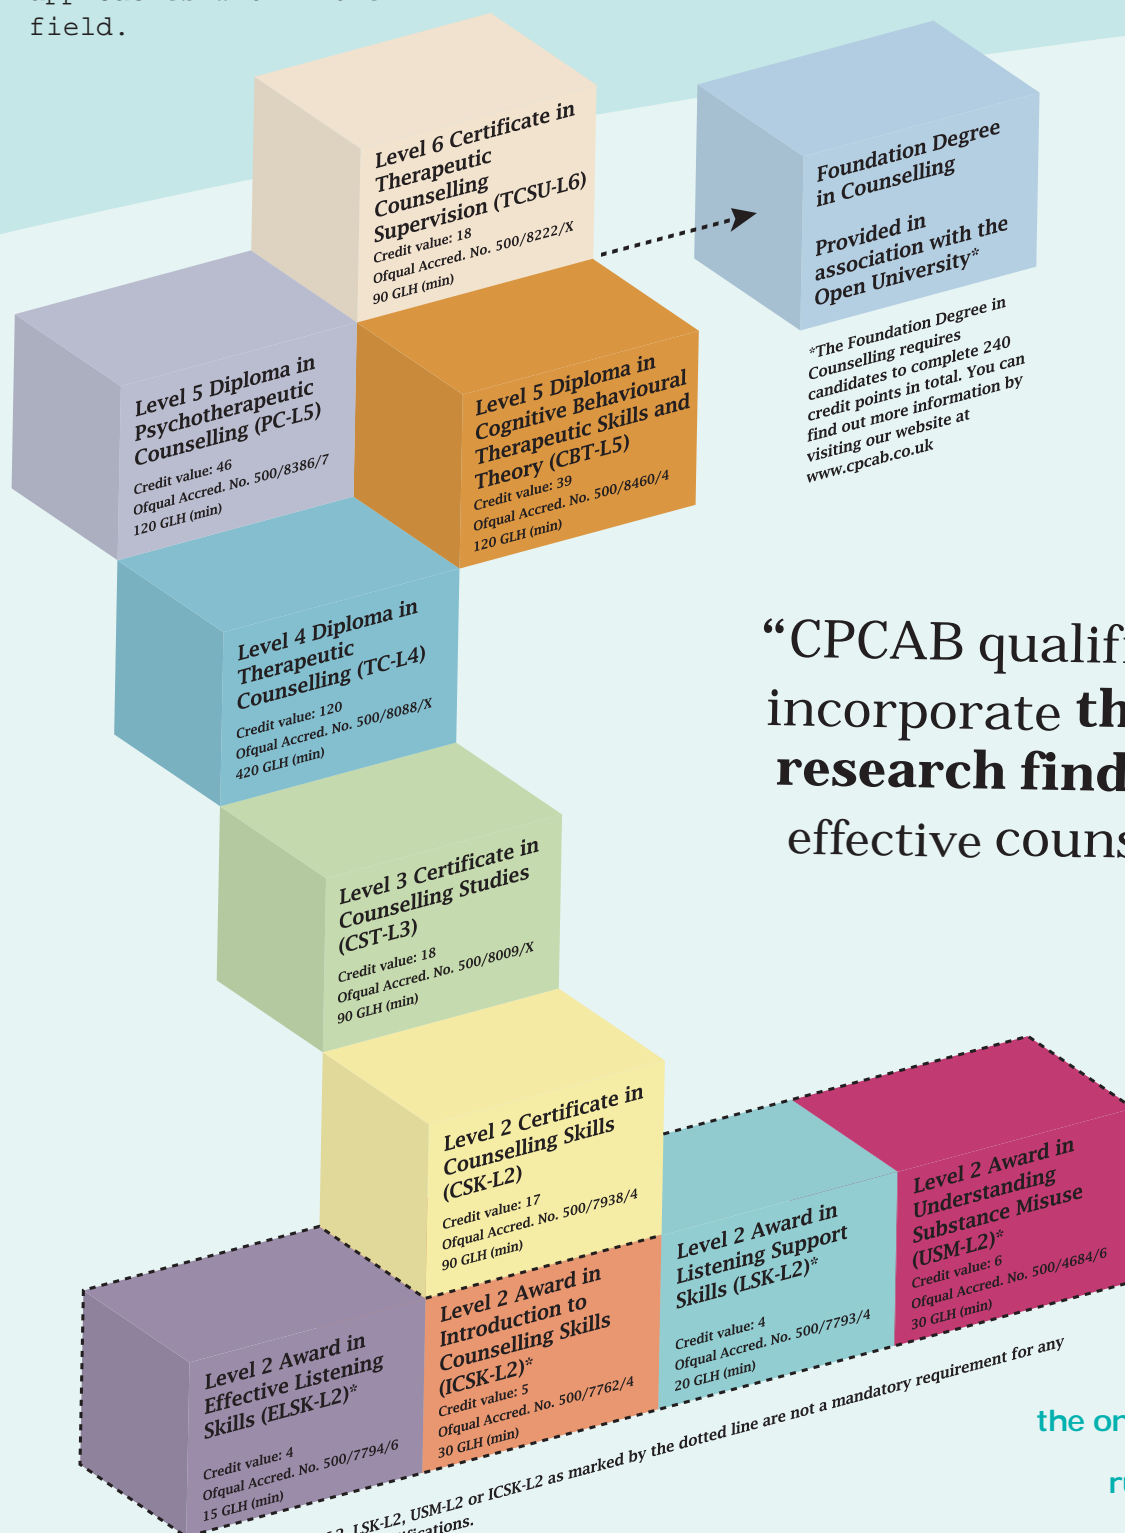 field.
Level 6 Certificate in
Therapeutic
Counselling
Supervision (TCSU-L6)
Credit value: 18
Ofqual Accred. No. 500/8222/X
90 GLH (min)
Foundation Degree
in Counselling
Provided in
association with the
Open University*
*The Foundation Degree in
Counselling requires
candidates to complete 240
credit points in total. You can
find out more information by
visiting our website at
www.cpcab.co.uk
Level 5 Diploma in
Psychotherapeutic
Counselling (PC-L5)
Credit value: 46
Ofqual Accred. No. 500/8386/7
120 GLH (min)
Level 5 Diploma in
Cognitive Behavioural
Therapeutic Skills and
Theory (CBT-L5)
Credit value: 39
Ofqual Accred. No. 500/8460/4
120 GLH (min)
Level 4 Diploma in
Therapeutic
Counselling (TC-L4)
Credit value: 120
Ofqual Accred. No. 500/8088/X
420 GLH (min)
“CPCAB qualifi
incorporate th
research find
effective couns
Level 3 Certificate in
Counselling Studies
(CST-L3)
Credit value: 18
Ofqual Accred. No. 500/8009/X
90 GLH (min)
Level 2 Certificate in
Counselling Skills
(CSK-L2)
Credit value: 17
Ofqual Accred. No. 500/7938/4
90 GLH (min)
Level 2 Award in
Effective Listening
Skills (ELSK-L2)*
Credit value: 4
Ofqual Accred. No. 500/7794/6
15 GLH (min)
Level 2 Award in
Introduction to
Counselling Skills
(ICSK-L2)*
Credit value: 5
Ofqual Accred. No. 500/7762/4
30 GLH (min)
Level 2 Award in
Listening Support
Skills (LSK-L2)*
Credit value: 4
Ofqual Accred. No. 500/7793/4
20 GLH (min)
Level 2 Award in
Understanding
Substance Misuse
(USM-L2)*
Credit value: 6
Ofqual Accred. No. 500/4684/6
30 GLH (min)
LSK-L2, USM-L2 or ICSK-L2 as marked by the dotted line are not a mandatory requirement for any
fications.
the on
ru